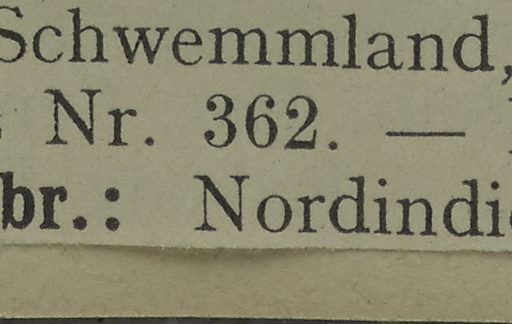 Schwemmland,
Nr. 362. —
br.: Nordindi